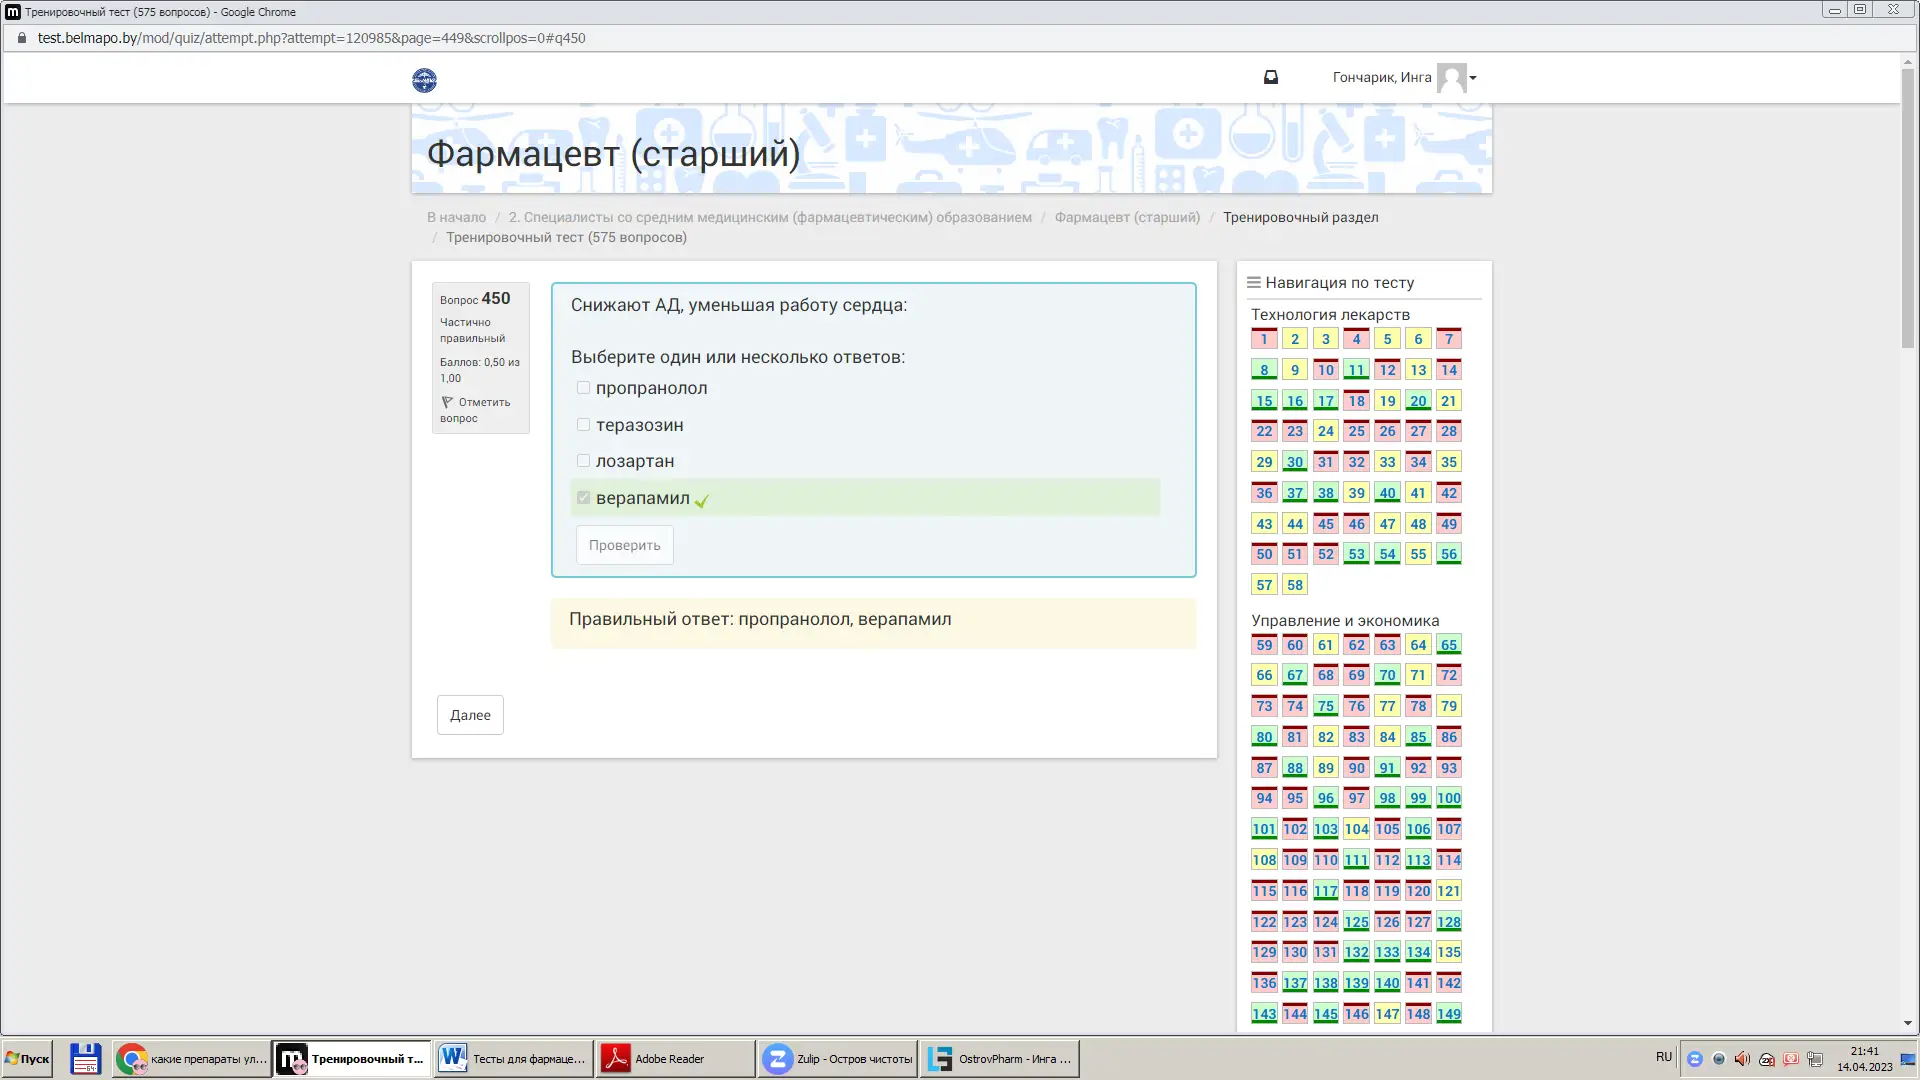 Тренировочный тест (575 вопросов) - Google Chrome
test.belmapo.by/mod/quiz/attempt.php?attempt=120985&page=449&scrollpos=0#q450
Гончарик, Инга
Фармацевт (старший)
В начало / 2. Специалисты со средним медицинским (фармацевтическим) образованием / Фармацевт (старший) / Тренировочный раздел
/ Тренировочный тест (575 вопросов)
Вопрос 450
Частично
правильный
Баллов: 0,50 из
1,00
Отметить
вопрос
Снижают АД, уменьшая работу сердца:
Выберите один или несколько ответов:
пропранолол
теразозин
лозартан
верапамил
Проверить
Правильный ответ: пропранолол, верапамил
Далее
Навигация по тесту
Технология лекарств
1 2 3 4 5 6 7
8 9 10 11 12 13 14
15 16 17 18 19 20 21
22 23 24 25 26 27 28
29 30 31 32 33 34 35
36 37 38 39 40 41 42
43 44 45 46 47 48 49
50 51 52 53 54 55 56
57 58
Управление и экономика
59 60 61 62 63 64 65
66 67 68 69 70 71 72
73 74 75 76 77 78 79
80 81 82 83 84 85 86
87 88 89 90 91 92 93
94 95 96 97 98 99 100
101 102 103 104 105 106 107
108 109 110 111 112 113 114
115 116 117 118 119 120 121
122 123 124 125 126 127 128
129 130 131 132 133 134 135
136 137 138 139 140 141 142
143 144 145 146 147 148 149
Пуск
какие препараты ул...
Тренировочный т...
Тесты для фармаце...
Adobe Reader
Zulip - Остров чистоты
OstrovPharm - Инга ...
RU
21:41
14.04.2023